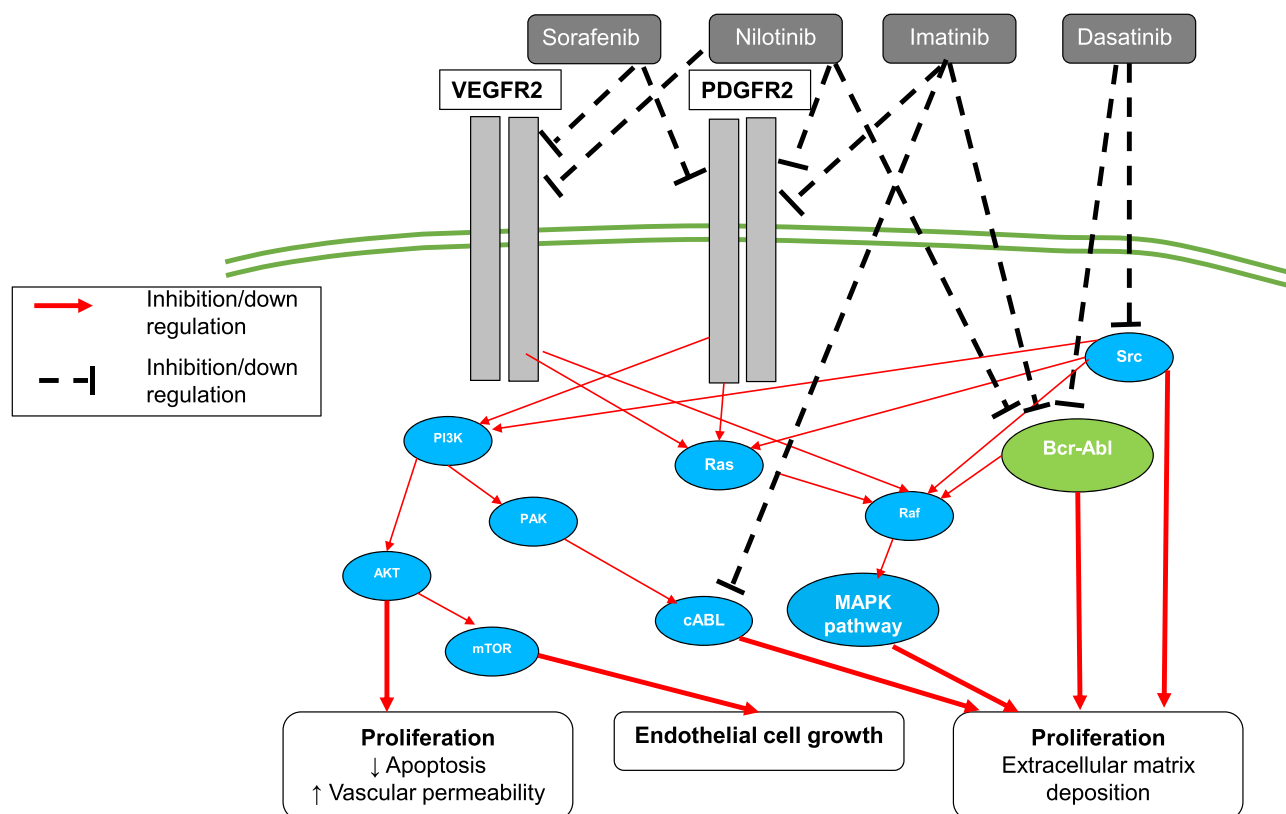 Sorafenib
Nilotinib
Imatinib
Dasatinib
VEGFR2
PDGFR2
Inhibition/down
regulation
Inhibition/down
regulation
Src
PI3K
Ras
Bcr-Abl
PAK
Raf
AKT
cABL
MAPK
pathway
mTOR
Proliferation
↓ Apoptosis
↑ Vascular permeability
Endothelial cell growth
Proliferation
Extracellular matrix
deposition